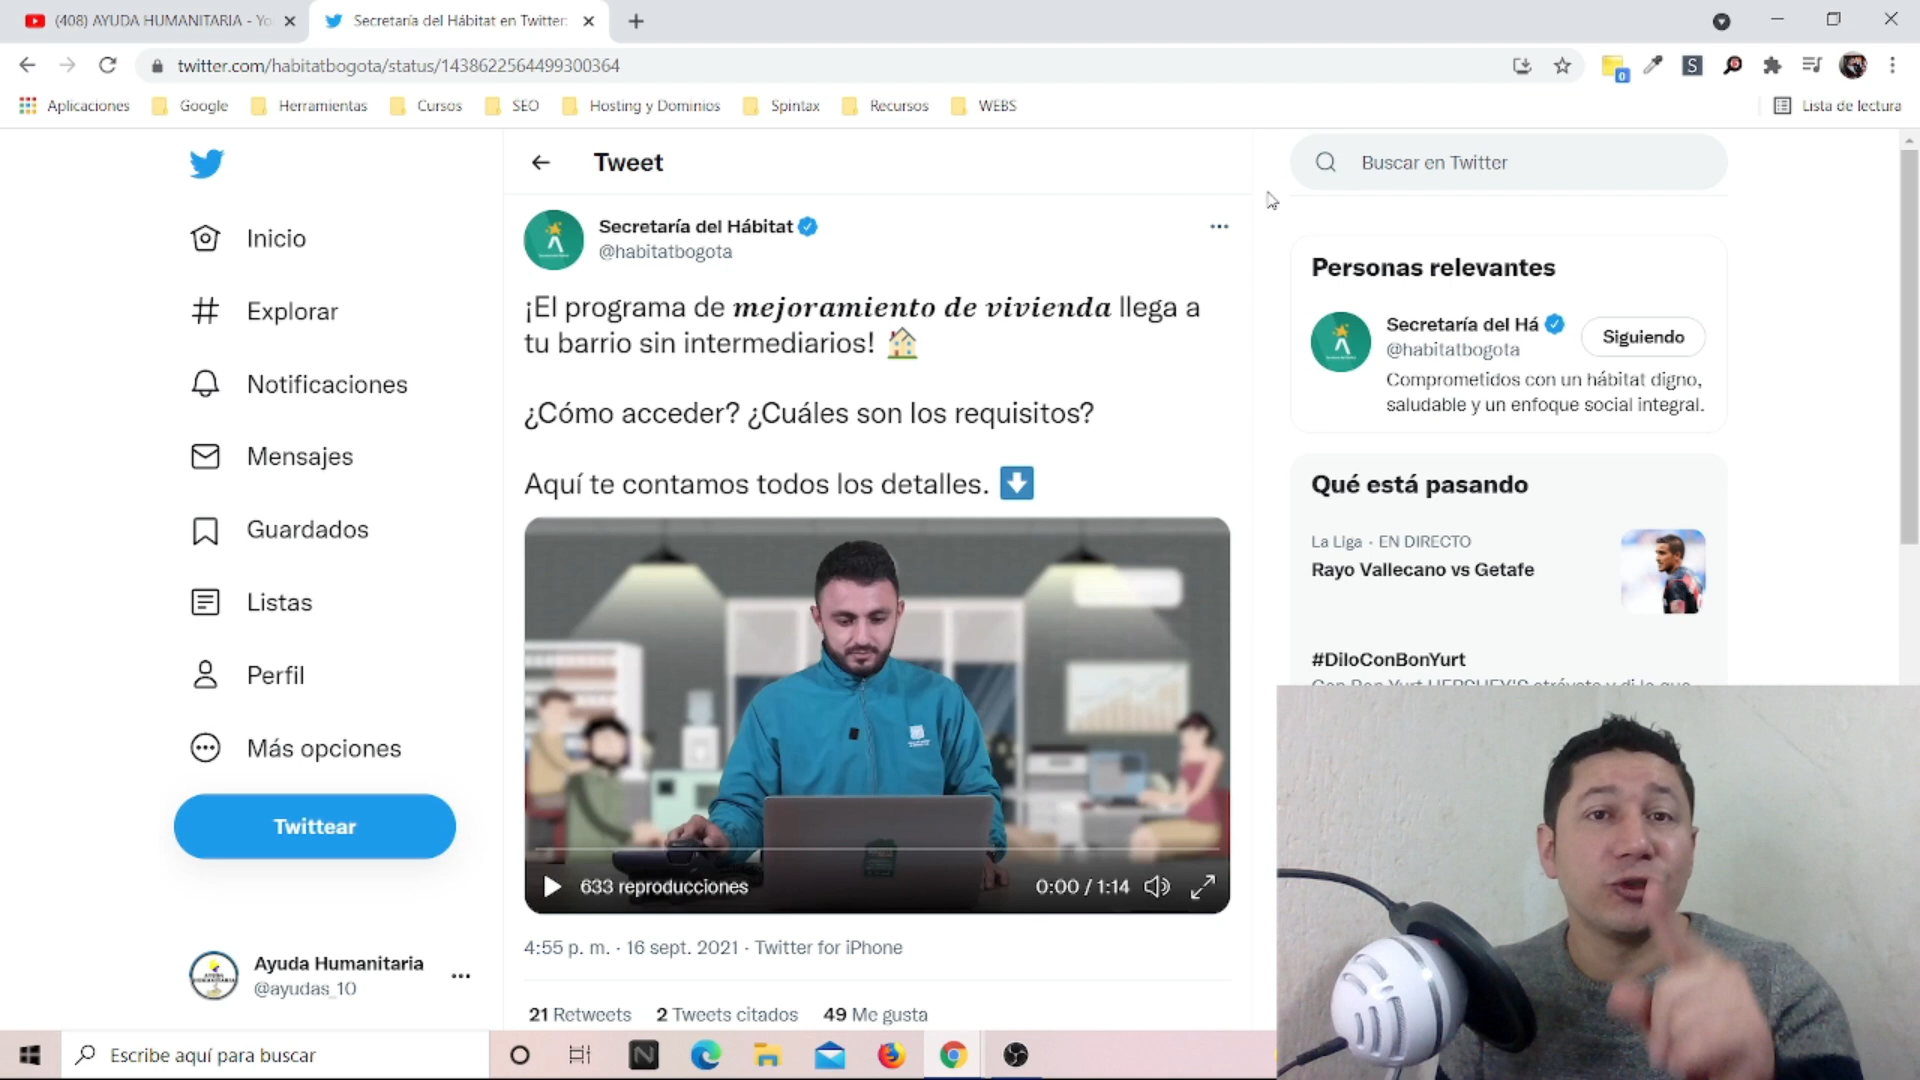 (408) AYUDA HUMANITARIA - Yo
Secretaría del Hábitat en Twitter:
twitter.com/habitatbogota/status/1438622564499300364
0
S
Aplicaciones
Google
Herramientas
Cursos
SEO
Hosting y Dominios
Spintax
Recursos
WEBS
Lista de lectura
Inicio
Explorar
Notificaciones
Mensajes
Guardados
Listas
Perfil
Más opciones
Twittear
Ayuda Humanitaria
@ayudas_10
Tweet
Secretaría del Hábitat
@habitatbogota
¡El programa de mejoramiento de vivienda llega a
tu barrio sin intermediarios!
¿Cómo acceder? ¿Cuáles son los requisitos?
Aquí te contamos todos los detalles.
633 reproducciones
0:00 / 1:14
4:55 p. m. · 16 sept. 2021 · Twitter for iPhone
21 Retweets 2 Tweets citados 49 Me gusta
Buscar en Twitter
Personas relevantes
Secretaría del Há
@habitatbogota
Siguiendo
Comprometidos con un hábitat digno,
saludable y un enfoque social integral.
Qué está pasando
La Liga · EN DIRECTO
Rayo Vallecano vs Getafe
#DiloConBonYurt
Escribe aquí para buscar